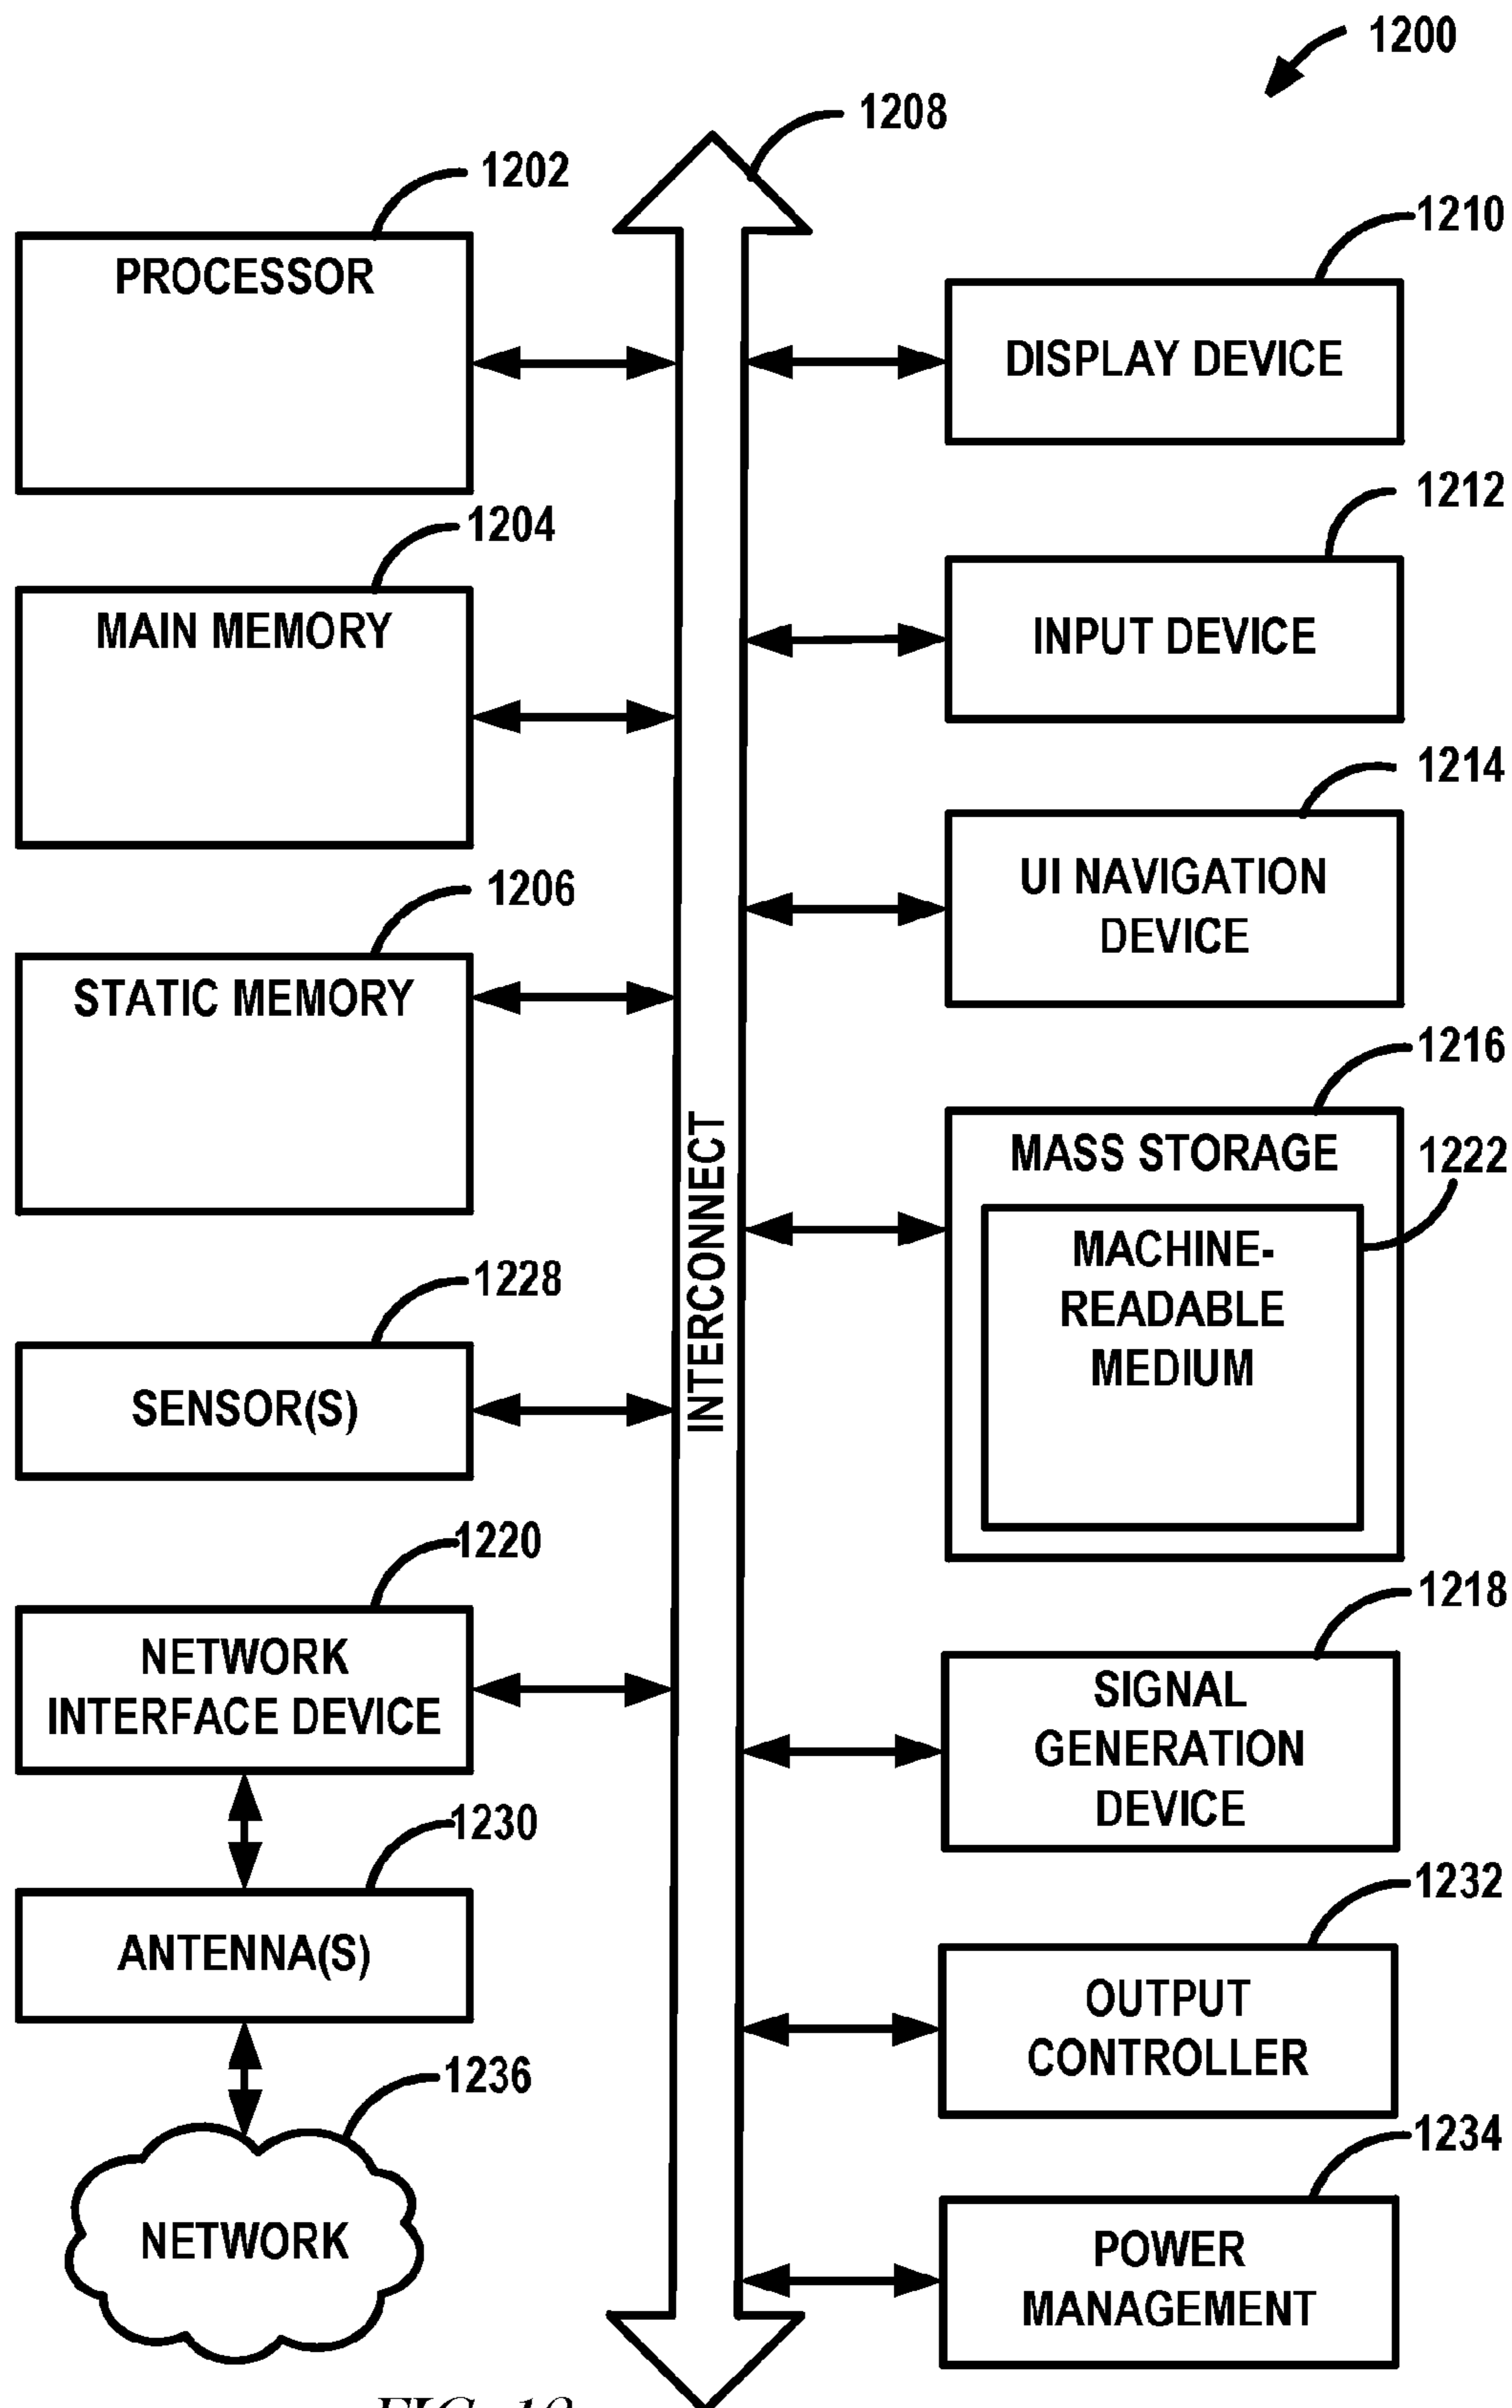 1200
1208
1202
PROCESSOR
1210
DISPLAY DEVICE
1204
MAIN MEMORY
1212
INPUT DEVICE
1214
UI NAVIGATION
DEVICE
1206
STATIC MEMORY
1216
MASS STORAGE
1222
MACHINE-
READABLE
MEDIUM
INTERCONNECT
1228
SENSOR(S)
1220
NETWORK
INTERFACE DEVICE
1218
SIGNAL
GENERATION
DEVICE
1230
ANTENNA(S)
1232
OUTPUT
CONTROLLER
1236
NETWORK
1234
POWER
MANAGEMENT
FIG.